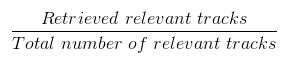 Retrieved relevant tracks
Total number of relevant tracks